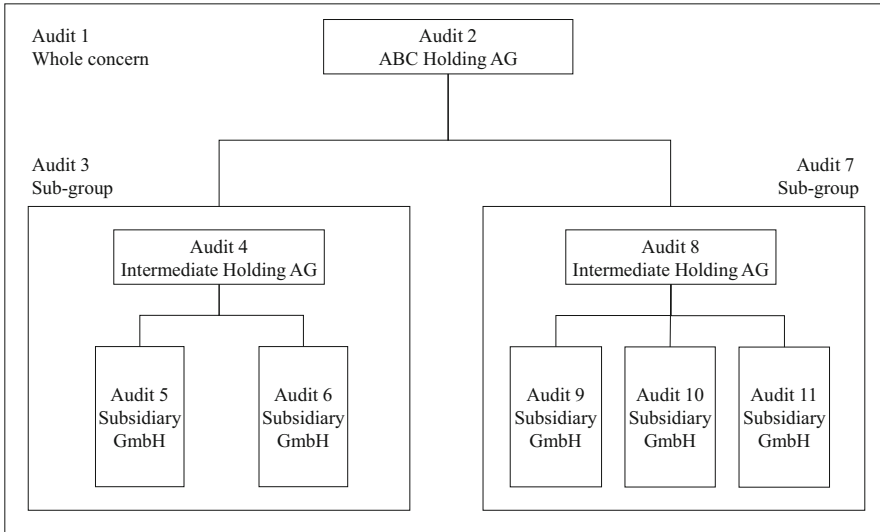 Audit 1
Whole concern
Audit 2
ABC Holding AG
Audit 3
Sub-group
Audit 7
Sub-group
Audit 4
Intermediate Holding AG
Audit 8
Intermediate Holding AG
Audit 5
Subsidiary
GmbH
Audit 6
Subsidiary
GmbH
Audit 9
Subsidiary
GmbH
Audit 10
Subsidiary
GmbH
Audit 11
Subsidiary
GmbH